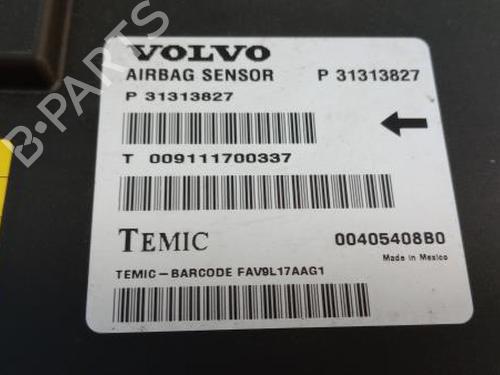 VOLVO
AIRBAG SENSOR P 31313827
P 31313827
T 009111700337
TEMIC 00405408B0
Made in Mexico
TEMIC-BARCODE FAV9L17AAG1
B-PARTS